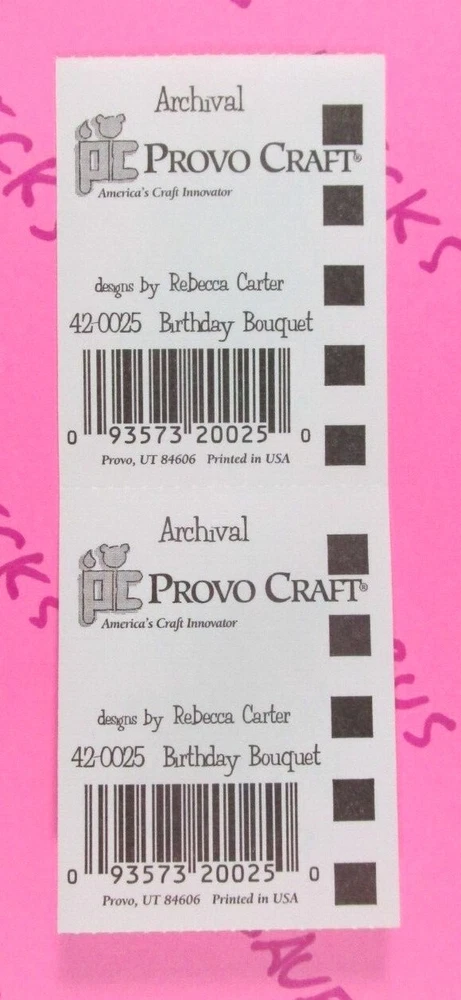 Archival
pc PROVO CRAFT®
America's Craft Innovator
designs by Rebecca Carter
42-0025 Birthday Bouquet
0 93573 20025 0
Provo, UT 84606 Printed in USA
Archival
pc PROVO CRAFT®
America's Craft Innovator
designs by Rebecca Carter
42-0025 Birthday Bouquet
0 93573 20025 0
Provo, UT 84606 Printed in USA